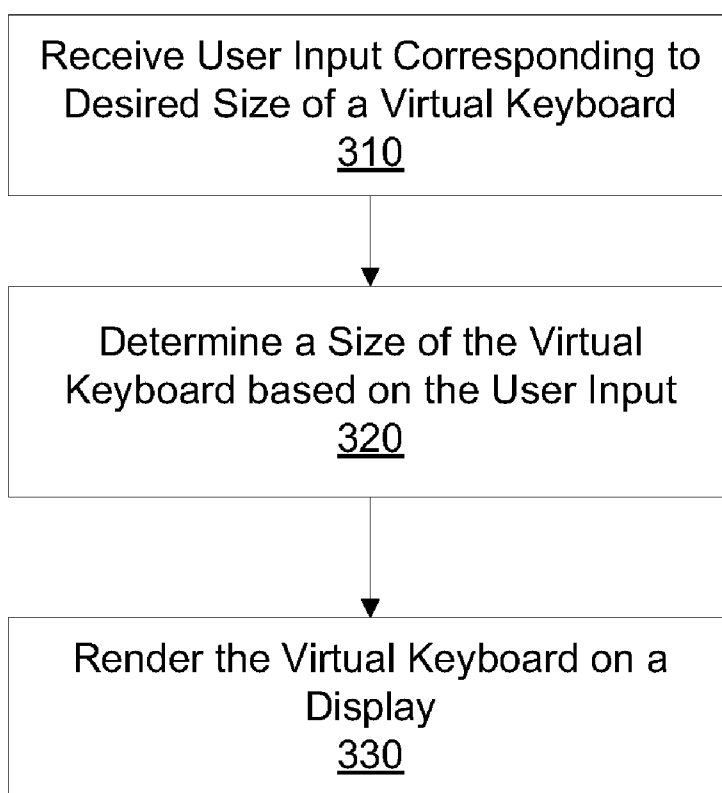 Receive User Input Corresponding to
Desired Size of a Virtual Keyboard
310
Determine a Size of the Virtual
Keyboard based on the User Input
320
Render the Virtual Keyboard on a
Display
330